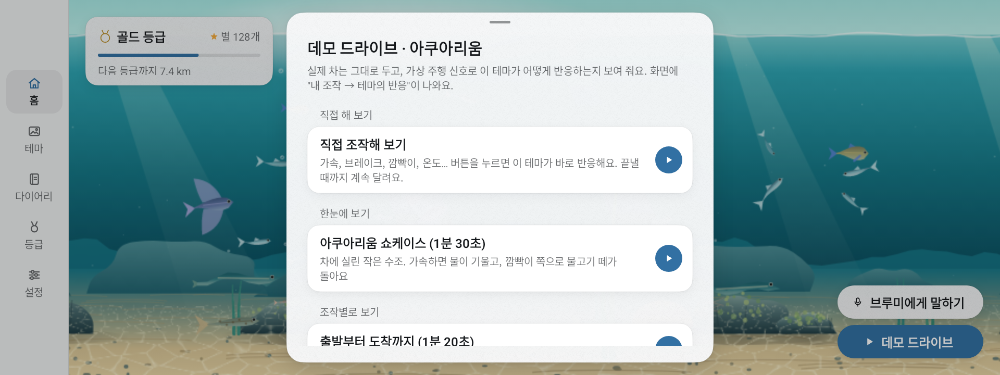 골드 등급
별 128개
다음 등급까지 7.4 km
홈
테마
다이어리
등급
설정
데모 드라이브 · 아쿠아리움
실제 차는 그대로 두고, 가상 주행 신호로 이 테마가 어떻게 반응하는지 보여 줘요. 화면에
"내 조작 → 테마의 반응"이 나와요.
직접 해 보기
직접 조작해 보기
가속, 브레이크, 깜빡이, 온도... 버튼을 누르면 이 테마가 바로 반응해요. 끝낼
때까지 계속 달려요.
한눈에 보기
아쿠아리움 쇼케이스 (1분 30초)
차에 실린 작은 수조. 가속하면 물이 기울고, 깜빡이 쪽으로 물고기 떼가
돌아요
조작별로 보기
출발부터 도착까지 (1분 20초)
브루미에게 말하기
데모 드라이브